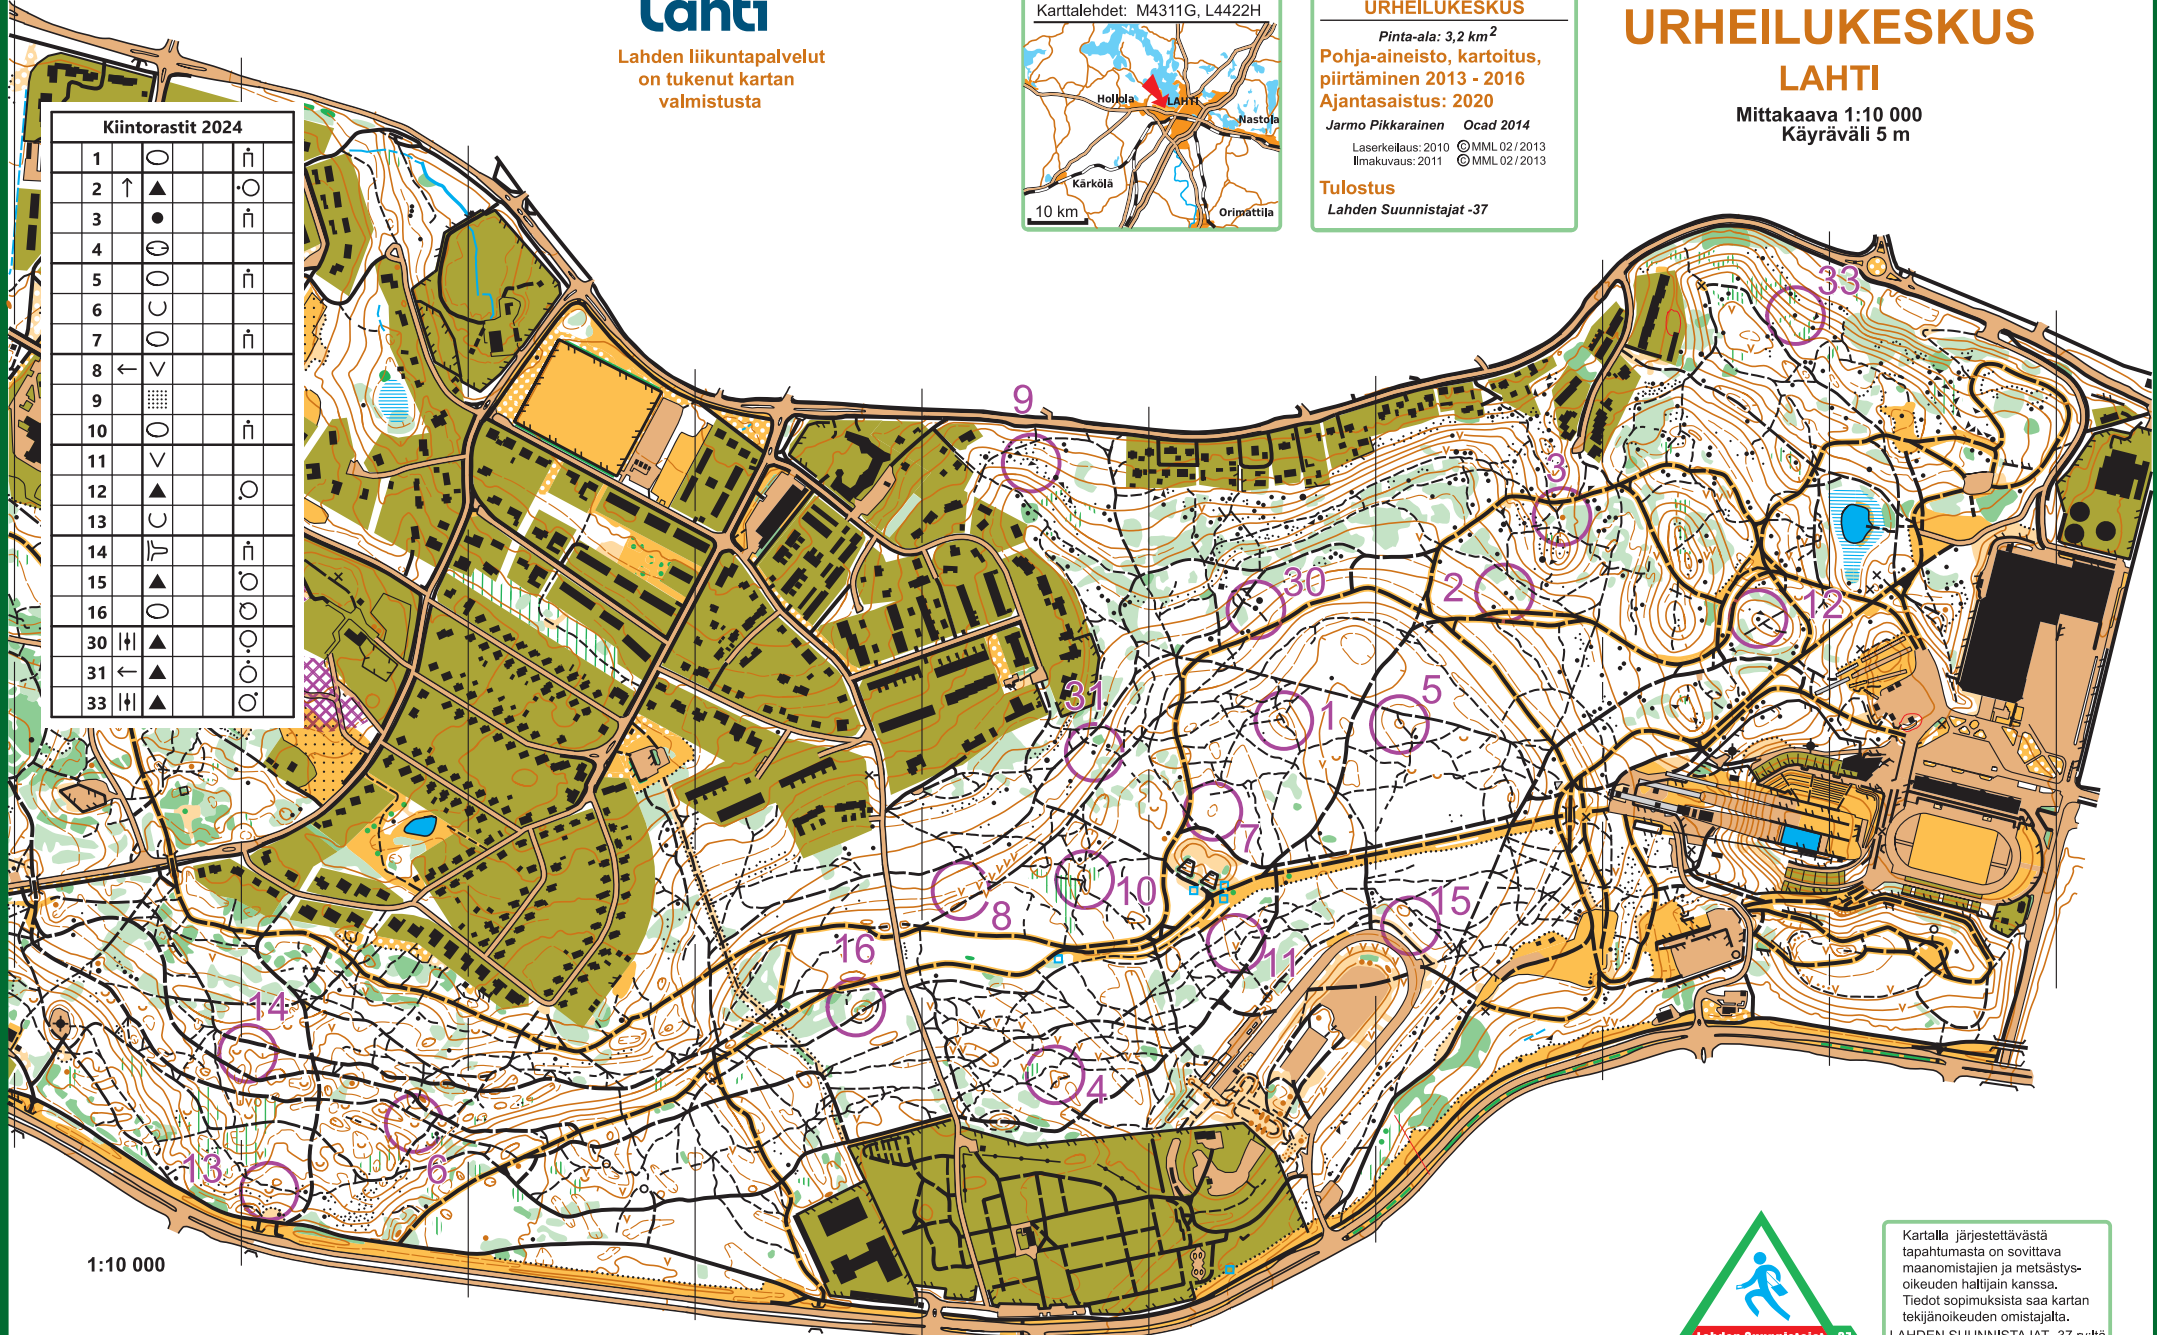 Lahti
Lahden liikuntapalvelut
on tukenut kartan
valmistusta
Karttalehdet: M4311G, L4422H
Hollola
LAHTI
Nastola
Kärkölä
Orimattila
10 km
URHEILUKESKUS
Pinta-ala: 3,2 km²
Pohja-aineisto, kartoitus,
piirtäminen 2013 - 2016
Ajantasaistus: 2020
Jarmo Pikkarainen Ocad 2014
Laserkeilaus: 2010 © MML 02/2013
Ilmakuvaus: 2011 © MML 02/2013
Tulostus
Lahden Suunnistajat -37
URHEILUKESKUS
LAHTI
Mittakaava 1:10 000
Käyräväli 5 m
Kiintorastit 2024
1
2
3
4
5
6
7
8
9
10
11
12
13
14
15
16
30
31
33
33
9
3
30
2
12
31
1
5
7
10
8
15
16
11
14
4
13
6
1:10 000
Kartalla järjestettävästä
tapahtumasta on sovittava
maanomistajien ja metsästys-
oikeuden haltijain kanssa.
Tiedot sopimuksista saa kartan
tekijänoikeuden omistajalta.